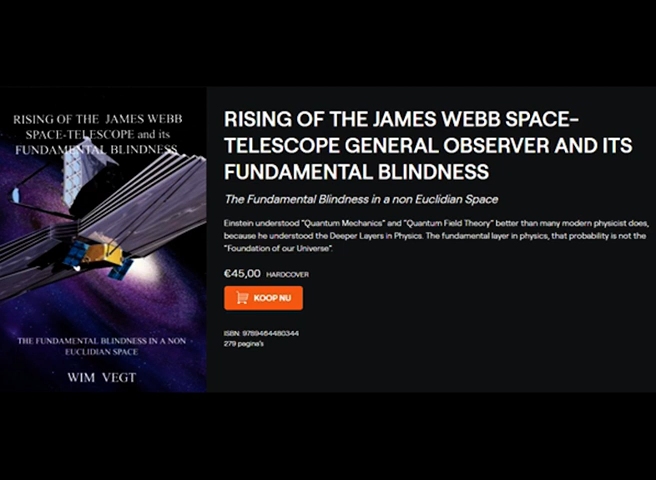 RISING OF THE JAMES WEBB
SPACE-TELESCOPE and its
FUNDAMENTAL BLINDNESS
THE FUNDAMENTAL BLINDNESS IN A NON
EUCLIDIAN SPACE
WIM VEGT
RISING OF THE JAMES WEBB SPACE-
TELESCOPE GENERAL OBSERVER AND ITS
FUNDAMENTAL BLINDNESS
The Fundamental Blindness in a non Euclidian Space
Einstein understood "Quantum Mechanics" and "Quantum Field Theory" better than many modern physicist does,
because he understood the Deeper Layers in Physics. The fundamental layer in physics, that probability is not the
"Foundation of our Universe".
€45,00 HARDCOVER
KOOP NU
ISBN: 9789464480344
279 pagina's